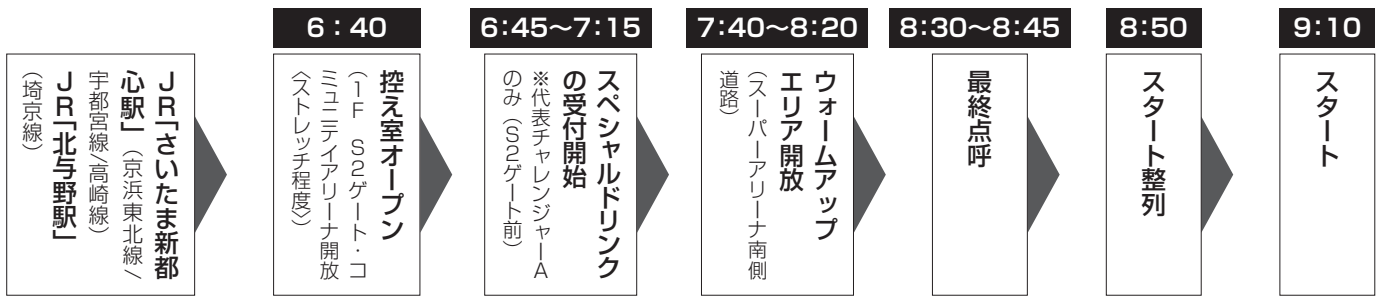 JR「さいたま新都
心駅」（京浜東北線/
宇都宮線/高崎線）
JR「北与野駅」
（埼京線）
6：40
控え室オープン
（1F　S2ゲート・コ
ミュニテイアリーナ開放
〈ストレッチ程度〉）
6:45〜7:15
スペシャルドリンク
の受付開始
※代表チャレンジャーA
のみ（S2ゲート前）
7:40〜8:20
ウォームアップ
エリア開放
（スーパーアリーナ南側
道路）
8:30〜8:45
最終点呼
8:50
スタート整列
9:10
スタート